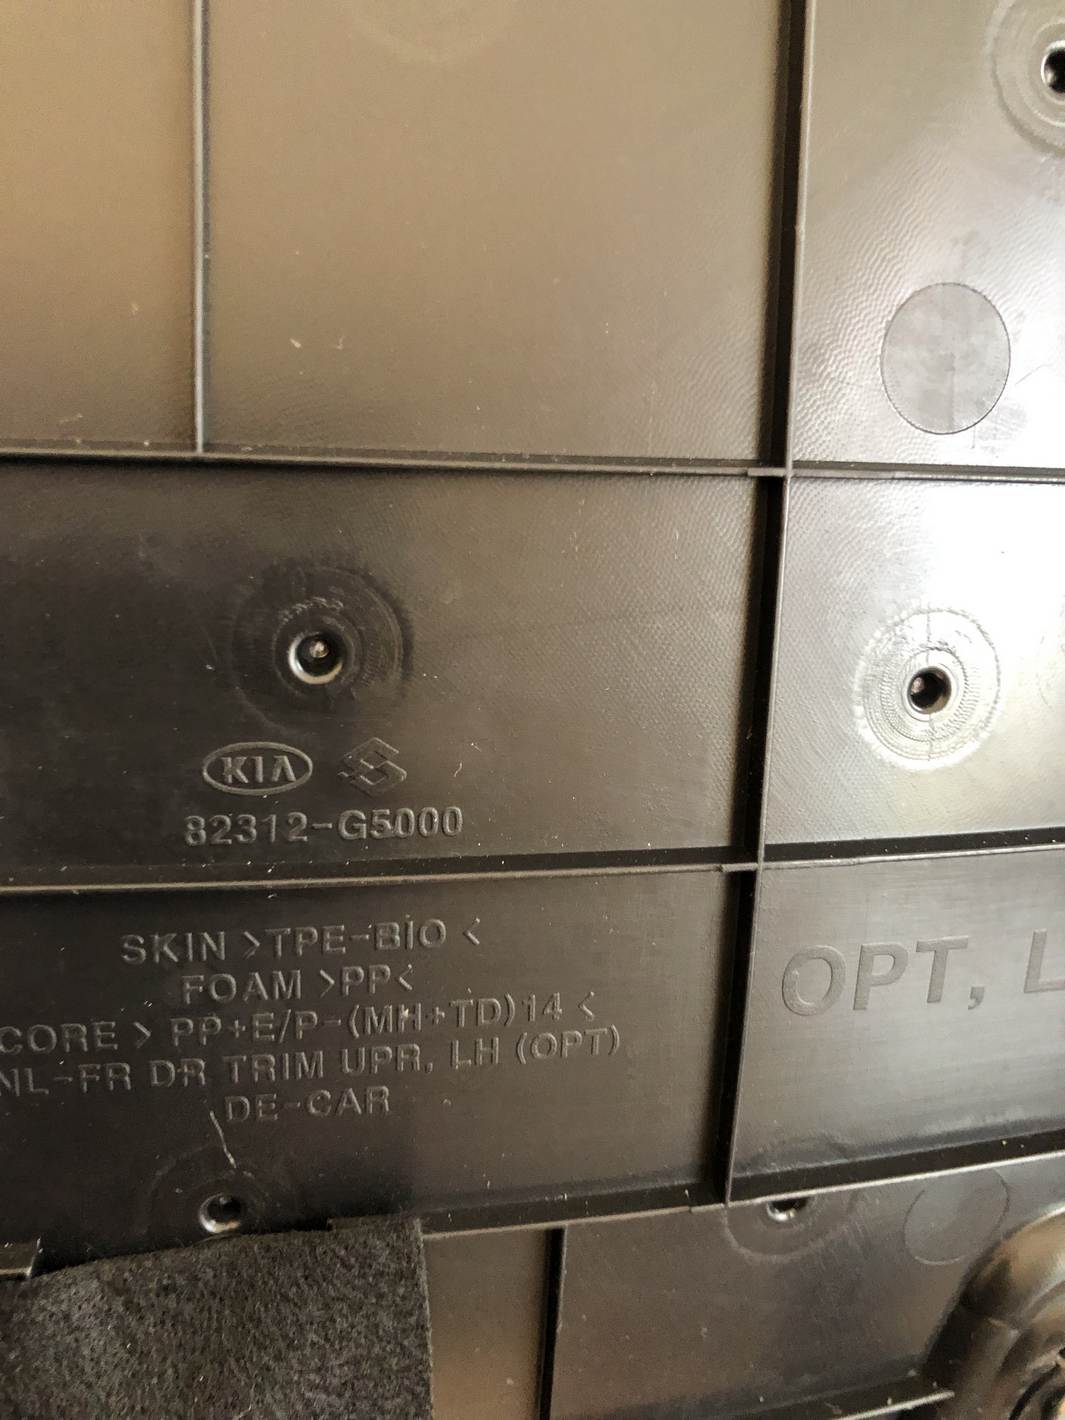 KIA
82312-G5000
SKIN >TPE-BIO <
FOAM >PP<
CORE > PP+E/P-(MH+TD)14 <
NL-FR DR TRIM UPR, LH (OPT)
DE-CAR
OPT, L